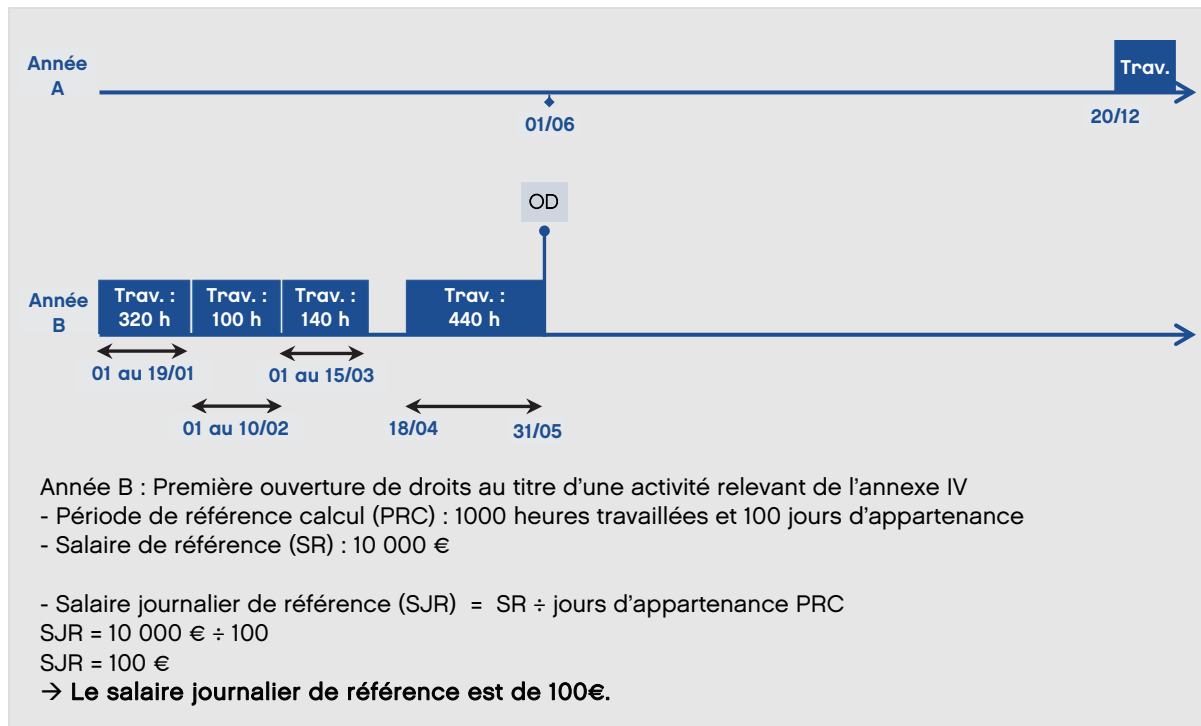 Année
A
Trav.
01/06
20/12
OD
Année
B
Trav. :
320 h
Trav. :
100 h
Trav. :
140 h
Trav. :
440 h
01 au 19/01
01 au 15/03
01 au 10/02
18/04
31/05
Année B : Première ouverture de droits au titre d'une activité relevant de l'annexe IV
- Période de référence calcul (PRC) : 1000 heures travaillées et 100 jours d'appartenance
- Salaire de référence (SR) : 10 000 €
- Salaire journalier de référence (SJR) = SR ÷ jours d'appartenance PRC
SJR = 10 000 € ÷ 100
SJR = 100 €
→ Le salaire journalier de référence est de 100€.